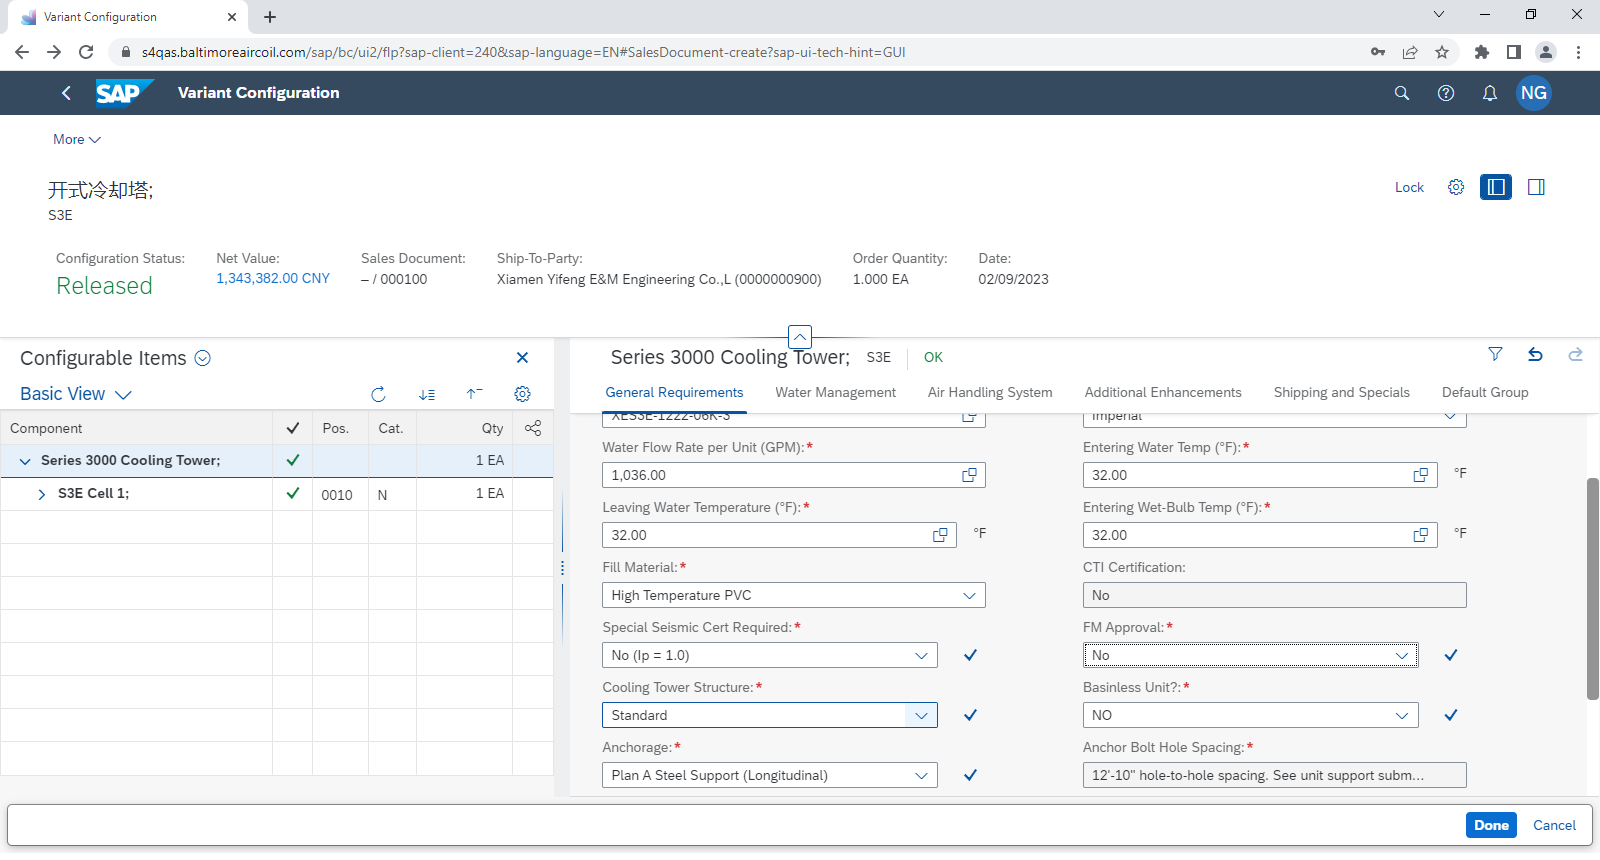 Variant Configuration
s4qas.baltimoreaircoil.com/sap/bc/ui2/flp?sap-client=240&sap-language=EN#SalesDocument-create?sap-ui-tech-hint=GUI
SAP Variant Configuration NG
More
开式冷却塔;
S3E
Lock
Configuration Status: Net Value: Sales Document: Ship-To-Party: Order Quantity: Date:
Released 1,343,382.00 CNY – / 000100 Xiamen Yifeng E&M Engineering Co.,L (0000000900) 1.000 EA 02/09/2023
Configurable Items
Basic View
Component Pos. Cat. Qty
Series 3000 Cooling Tower; 1 EA
S3E Cell 1; 0010 N 1 EA
Series 3000 Cooling Tower; S3E OK
General Requirements Water Management Air Handling System Additional Enhancements Shipping and Specials Default Group
XES3E-1222-06K-3 Imperial
Water Flow Rate per Unit (GPM):* Entering Water Temp (°F):*
1,036.00 32.00 °F
Leaving Water Temperature (°F):* Entering Wet-Bulb Temp (°F):*
32.00 °F 32.00 °F
Fill Material:* CTI Certification:
High Temperature PVC No
Special Seismic Cert Required:* FM Approval:*
No (Ip = 1.0) No
Cooling Tower Structure:* Basinless Unit?:*
Standard NO
Anchorage:* Anchor Bolt Hole Spacing:*
Plan A Steel Support (Longitudinal) 12'-10" hole-to-hole spacing. See unit support subm...
Done Cancel